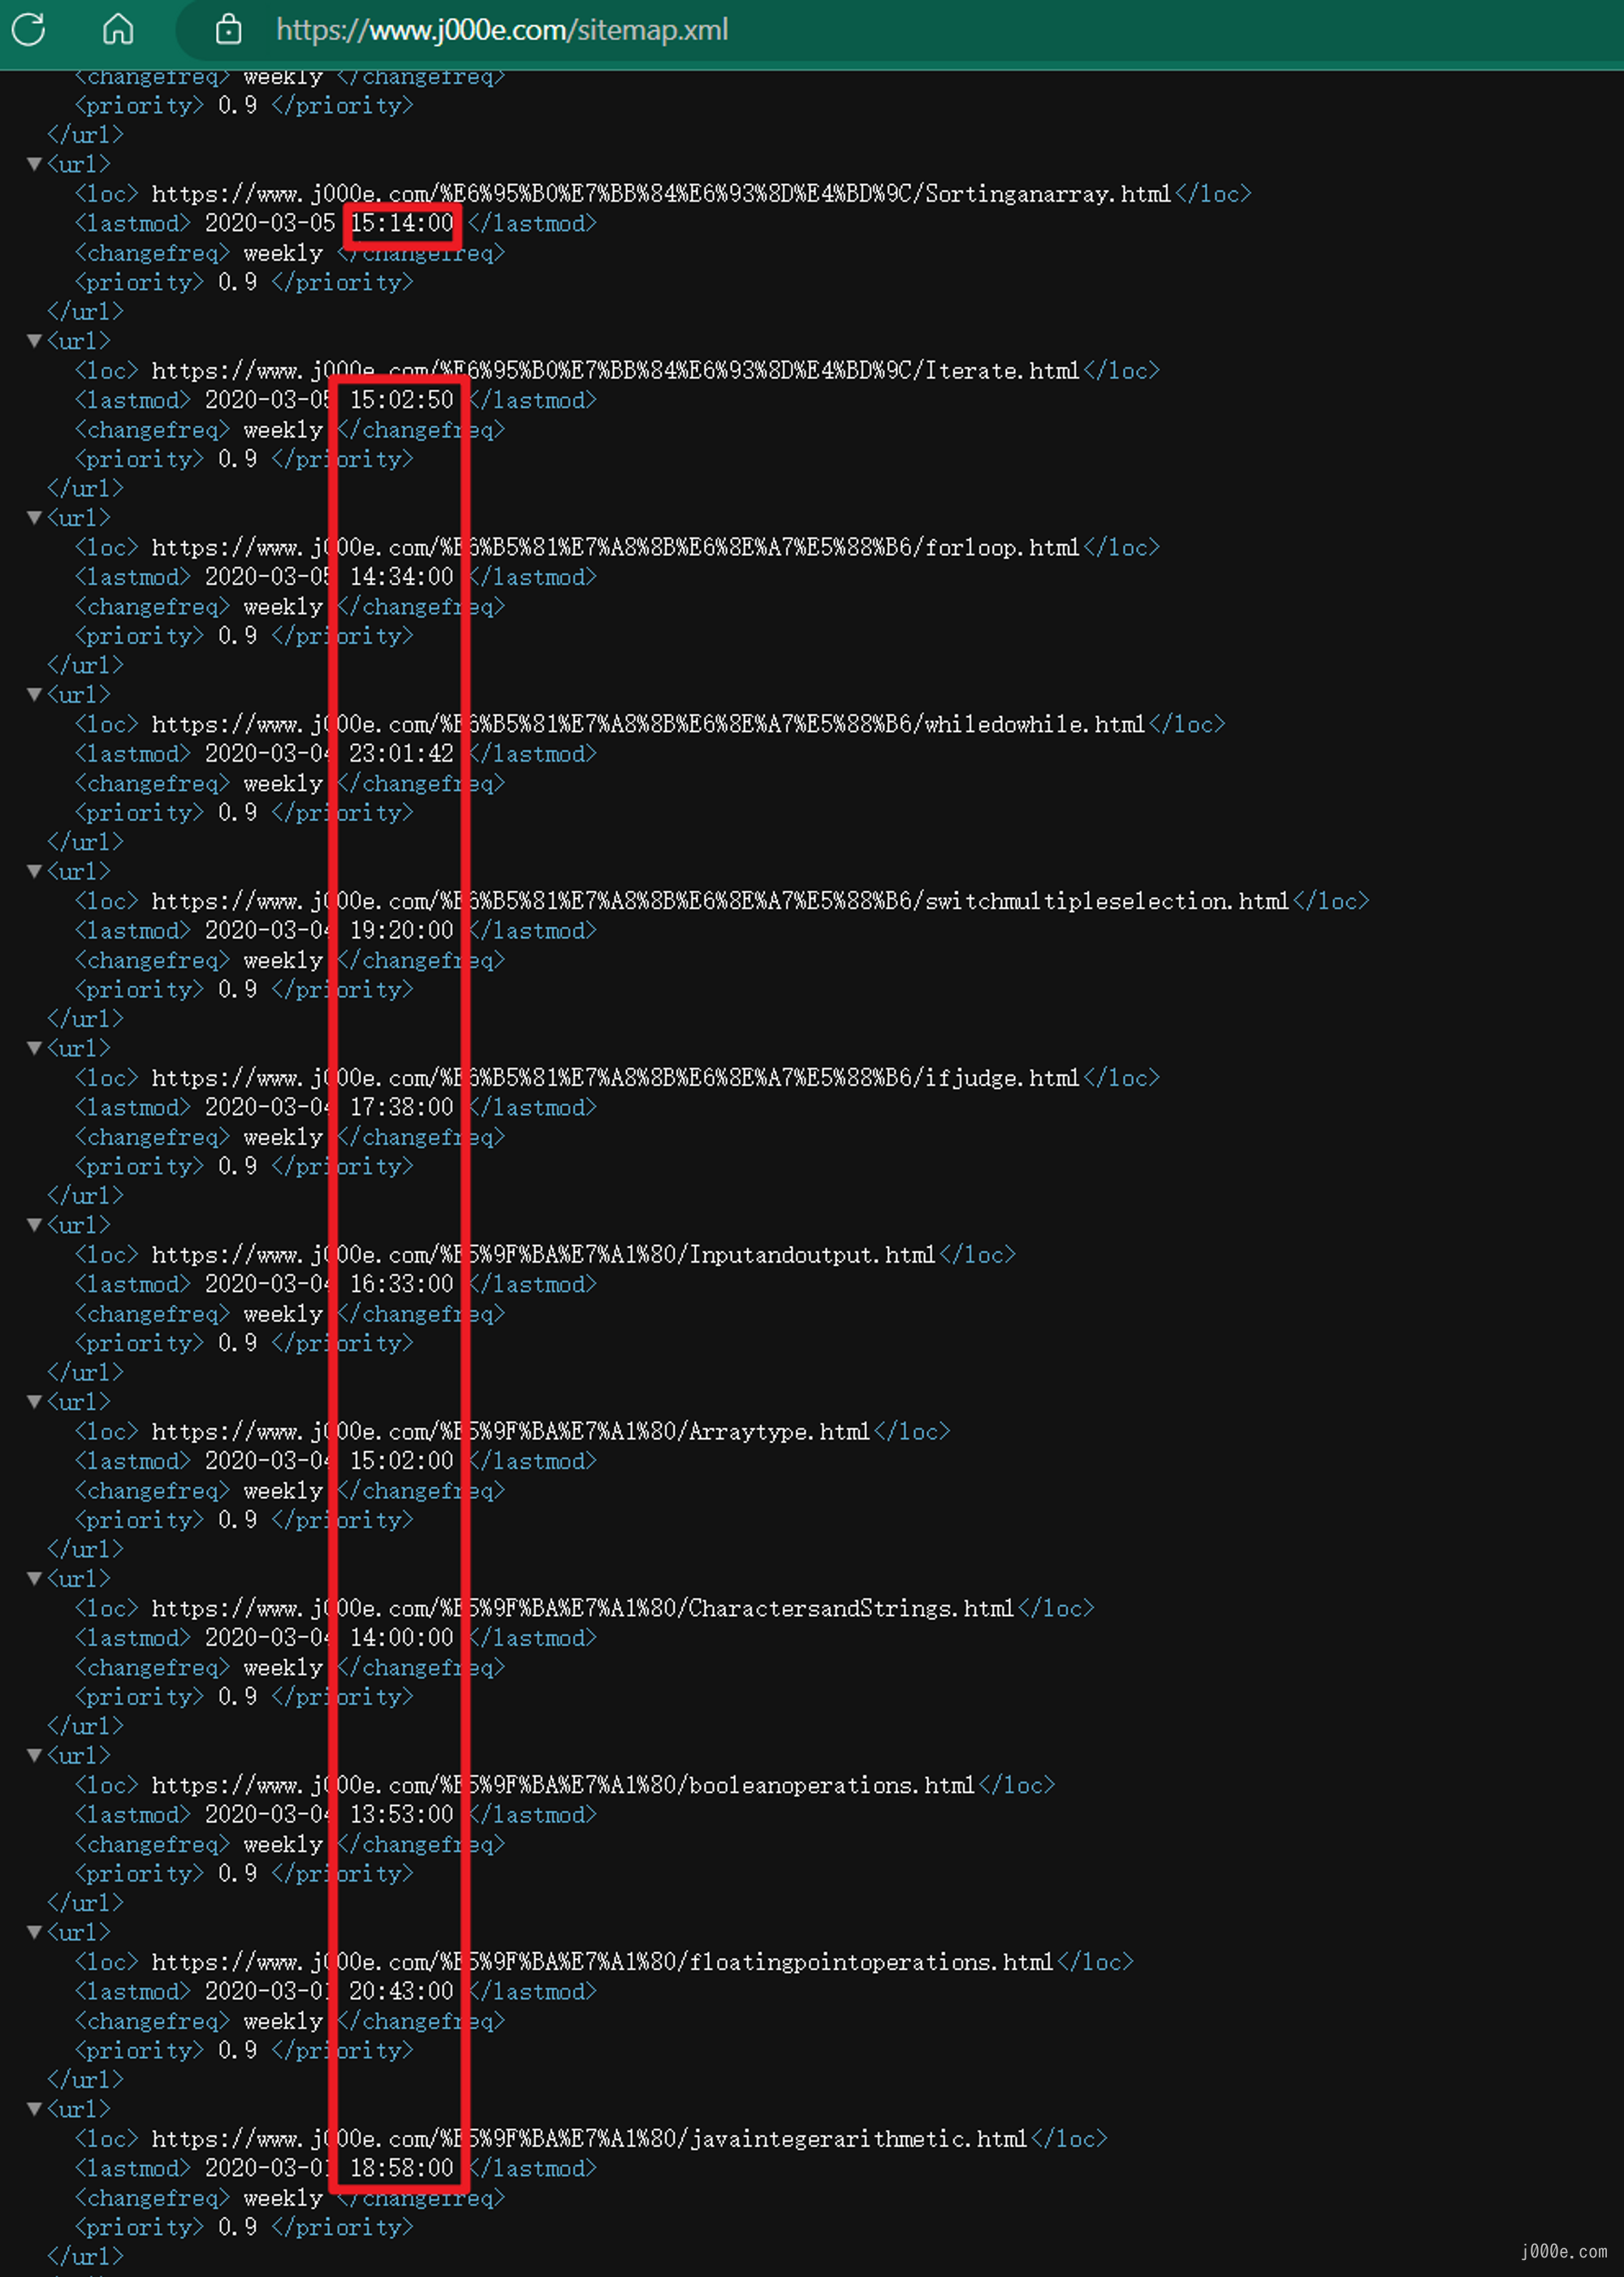 https://www.j000e.com/sitemap.xml
<changefreq> weekly </changefreq>
<priority> 0.9 </priority>
</url>
▼<url>
<loc> https://www.j000e.com/%E6%95%B0%E7%BB%84%E6%93%8D%E4%BD%9C/Sortinganarray.html</loc>
<lastmod> 2020-03-05 15:14:00 </lastmod>
<changefreq> weekly </changefreq>
<priority> 0.9 </priority>
</url>
▼<url>
<loc> https://www.j000e.com/%E6%95%B0%E7%BB%84%E6%93%8D%E4%BD%9C/Iterate.html</loc>
<lastmod> 2020-03-05 15:02:50 </lastmod>
<changefreq> weekly </changefreq>
<priority> 0.9 </priority>
</url>
▼<url>
<loc> https://www.j000e.com/%E6%B5%81%E7%A8%8B%E6%8E%A7%E5%88%B6/forloop.html</loc>
<lastmod> 2020-03-05 14:34:00 </lastmod>
<changefreq> weekly </changefreq>
<priority> 0.9 </priority>
</url>
▼<url>
<loc> https://www.j000e.com/%E6%B5%81%E7%A8%8B%E6%8E%A7%E5%88%B6/whiledowhile.html</loc>
<lastmod> 2020-03-04 23:01:42 </lastmod>
<changefreq> weekly </changefreq>
<priority> 0.9 </priority>
</url>
▼<url>
<loc> https://www.j000e.com/%E6%B5%81%E7%A8%8B%E6%8E%A7%E5%88%B6/switchmultipleselection.html</loc>
<lastmod> 2020-03-04 19:20:00 </lastmod>
<changefreq> weekly </changefreq>
<priority> 0.9 </priority>
</url>
▼<url>
<loc> https://www.j000e.com/%E6%B5%81%E7%A8%8B%E6%8E%A7%E5%88%B6/ifjudge.html</loc>
<lastmod> 2020-03-04 17:38:00 </lastmod>
<changefreq> weekly </changefreq>
<priority> 0.9 </priority>
</url>
▼<url>
<loc> https://www.j000e.com/%E5%9F%BA%E7%A1%80/Inputandoutput.html</loc>
<lastmod> 2020-03-04 16:33:00 </lastmod>
<changefreq> weekly </changefreq>
<priority> 0.9 </priority>
</url>
▼<url>
<loc> https://www.j000e.com/%E5%9F%BA%E7%A1%80/Arraytype.html</loc>
<lastmod> 2020-03-04 15:02:00 </lastmod>
<changefreq> weekly </changefreq>
<priority> 0.9 </priority>
</url>
▼<url>
<loc> https://www.j000e.com/%E5%9F%BA%E7%A1%80/CharactersandStrings.html</loc>
<lastmod> 2020-03-04 14:00:00 </lastmod>
<changefreq> weekly </changefreq>
<priority> 0.9 </priority>
</url>
▼<url>
<loc> https://www.j000e.com/%E5%9F%BA%E7%A1%80/booleanoperations.html</loc>
<lastmod> 2020-03-04 13:53:00 </lastmod>
<changefreq> weekly </changefreq>
<priority> 0.9 </priority>
</url>
▼<url>
<loc> https://www.j000e.com/%E5%9F%BA%E7%A1%80/floatingpointoperations.html</loc>
<lastmod> 2020-03-01 20:43:00 </lastmod>
<changefreq> weekly </changefreq>
<priority> 0.9 </priority>
</url>
▼<url>
<loc> https://www.j000e.com/%E5%9F%BA%E7%A1%80/javaintegerarithmetic.html</loc>
<lastmod> 2020-03-01 18:58:00 </lastmod>
<changefreq> weekly </changefreq>
<priority> 0.9 </priority>
</url>
j000e.com